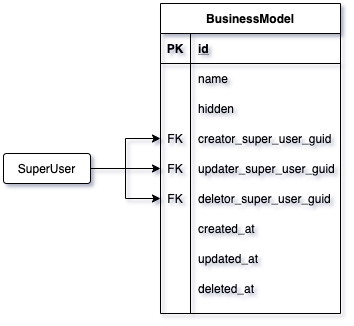 BusinessModel
PK id
name
hidden
FK creator_super_user_guid
SuperUser
FK updater_super_user_guid
FK deletor_super_user_guid
created_at
updated_at
deleted_at